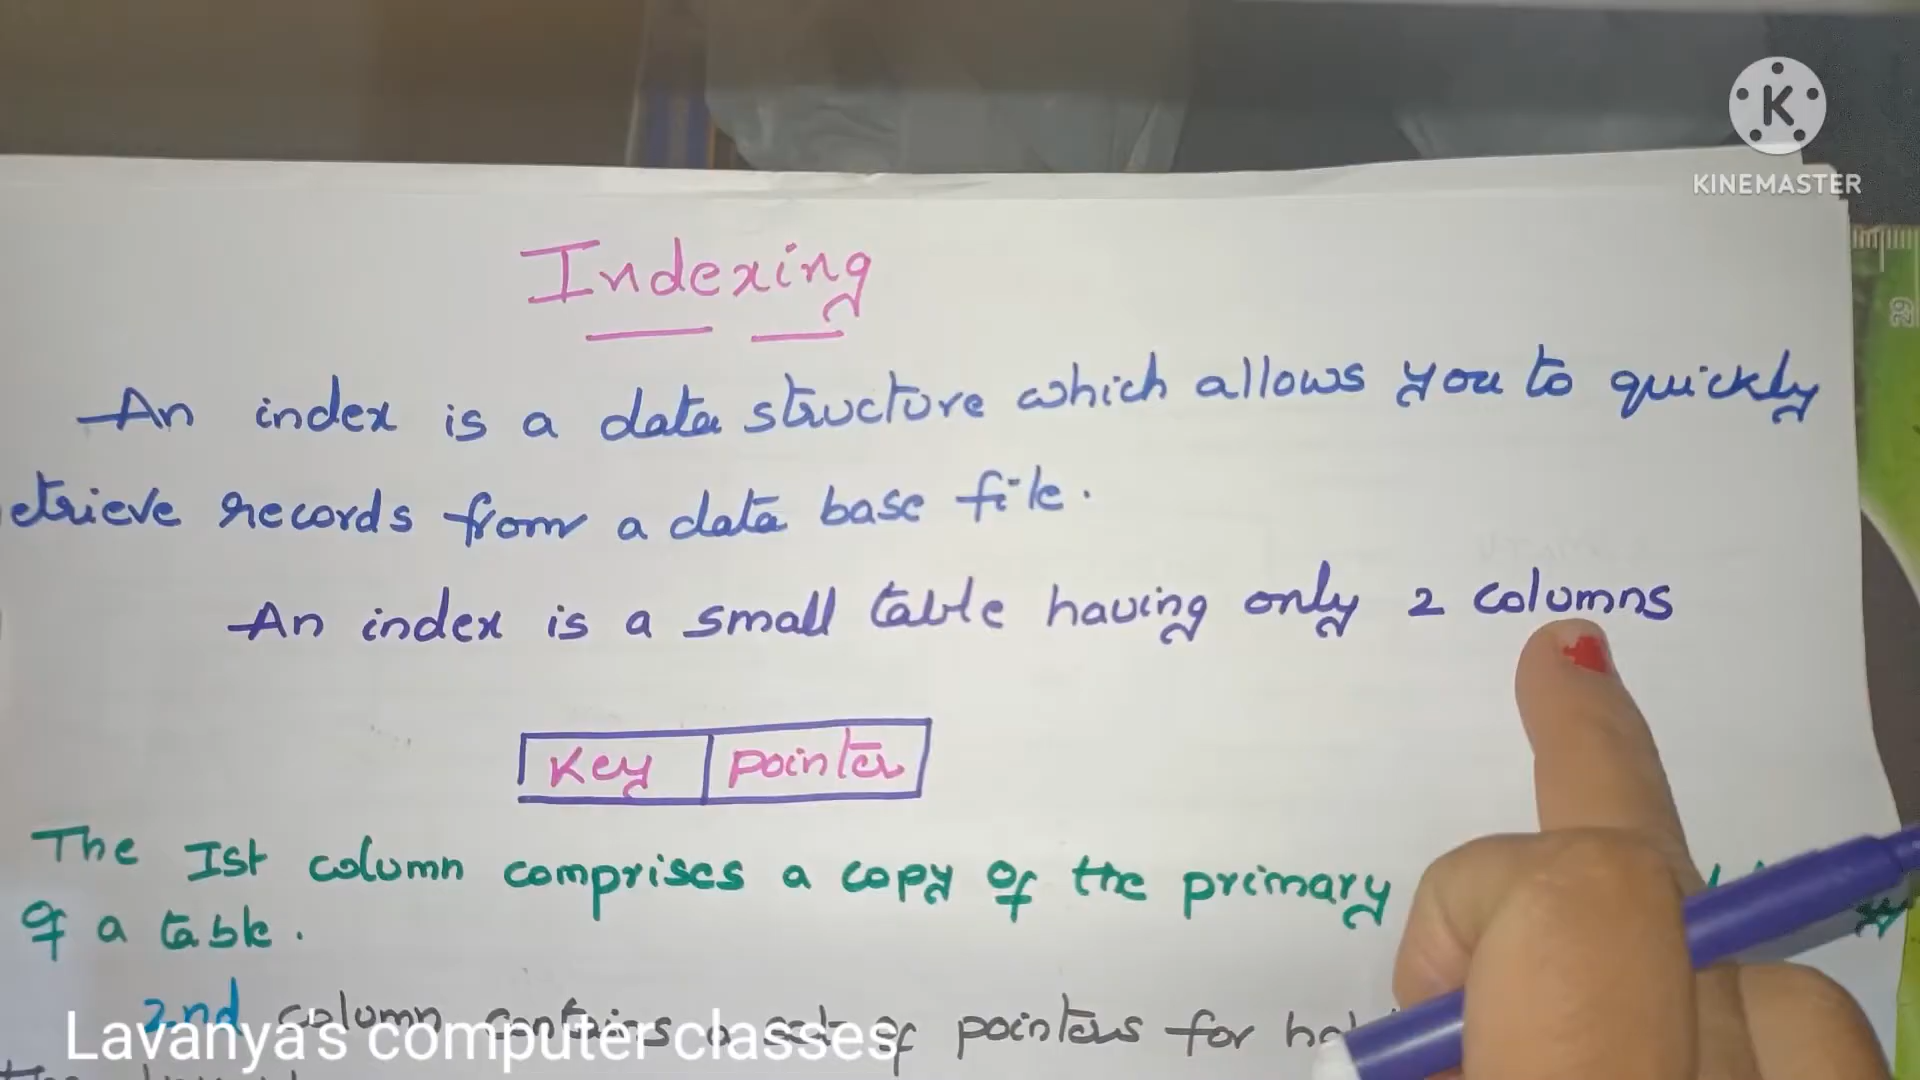 K
KINEMASTER
Indexing
An index is a data structure which allows you to quickly
etrieve records from a data base file.
An index is a small table having only 2 columns
Key pointer
The Ist column comprises a copy of the primary
of a table.
2nd column contains a set of pointers for
Lavanya's computer classes